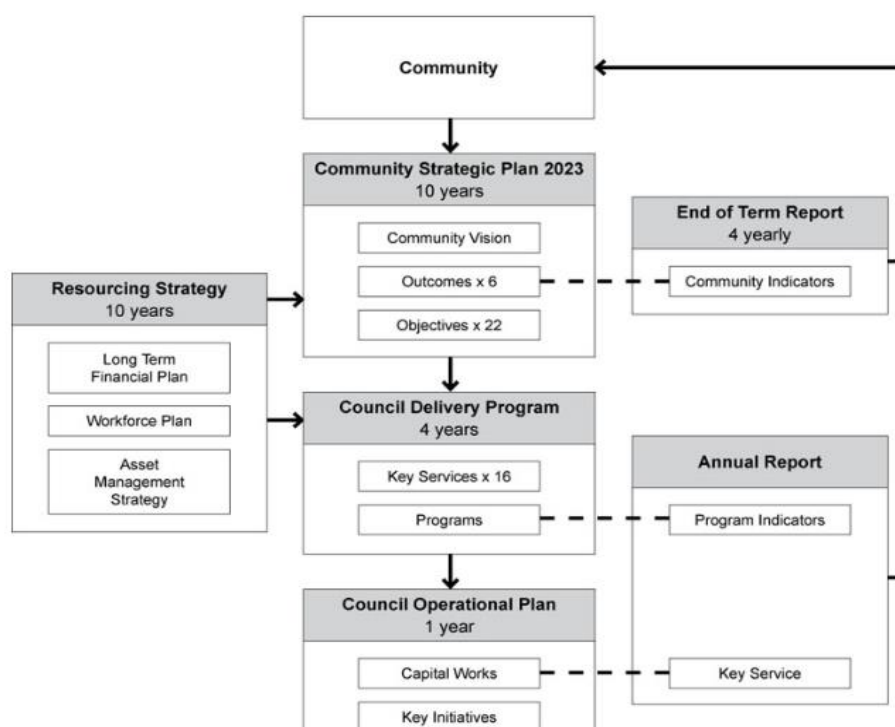 Community
Community Strategic Plan 2023
10 years
Community Vision
Outcomes x 6
Objectives x 22
End of Term Report
4 yearly
Community Indicators
Resourcing Strategy
10 years
Long Term
Financial Plan
Workforce Plan
Asset
Management
Strategy
Council Delivery Program
4 years
Key Services x 16
Programs
Annual Report
Program Indicators
Key Service
Council Operational Plan
1 year
Capital Works
Key Initiatives